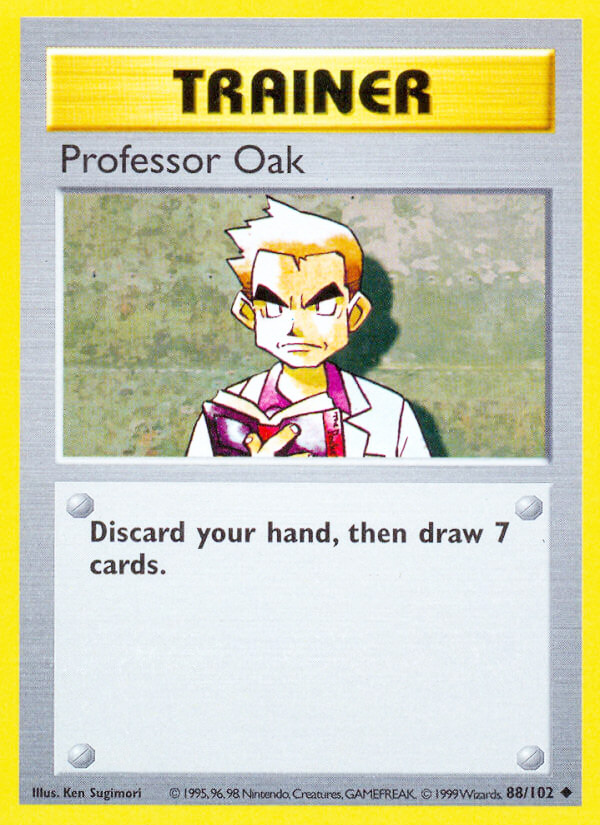 TRAINER
Professor Oak
Discard your hand, then draw 7
cards.
Illus. Ken Sugimori © 1995, 96, 98 Nintendo, Creatures, GAMEFREAK. © 1999 Wizards. 88/102 ◆